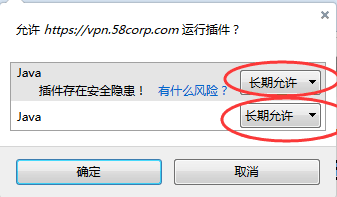 允许 https://vpn.58corp.com 运行插件？
Java 长期允许
插件存在安全隐患！ 有什么风险？
Java 长期允许
确定 取消